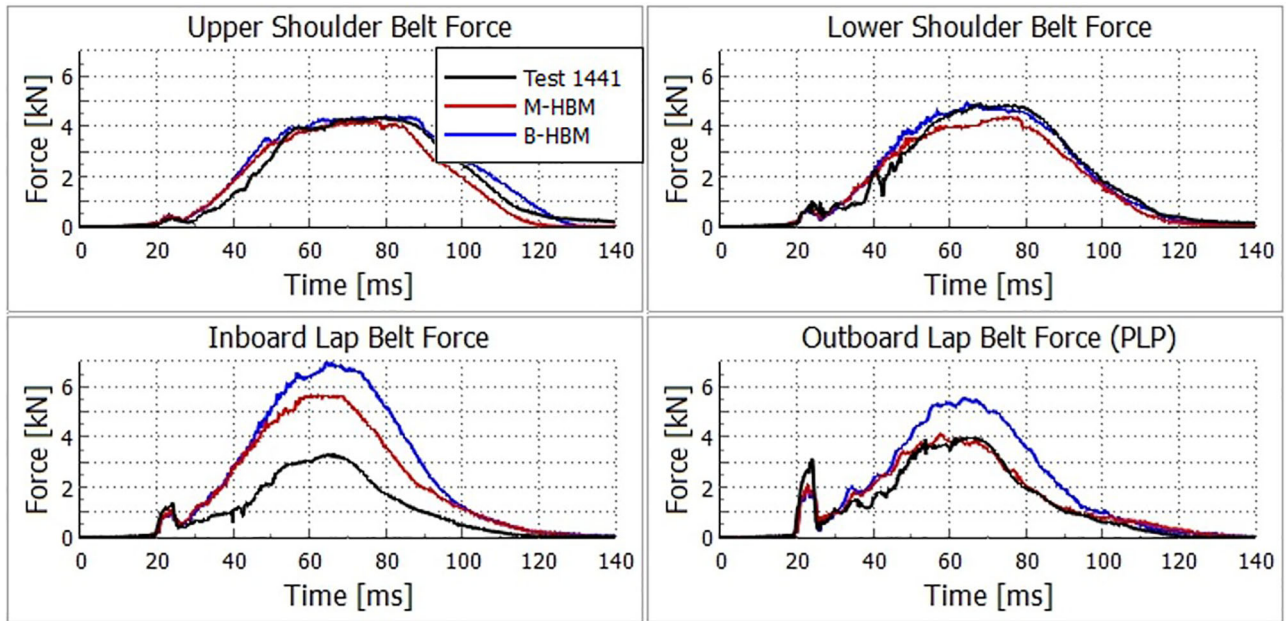 Upper Shoulder Belt Force
Force [kN]
6
4
2
0
0 20 40 60 80 100 120 140
Time [ms]
Test 1441
M-HBM
B-HBM
Lower Shoulder Belt Force
Force [kN]
6
4
2
0
0 20 40 60 80 100 120 140
Time [ms]
Inboard Lap Belt Force
Force [kN]
6
4
2
0
0 20 40 60 80 100 120 140
Time [ms]
Outboard Lap Belt Force (PLP)
Force [kN]
6
4
2
0
0 20 40 60 80 100 120 140
Time [ms]